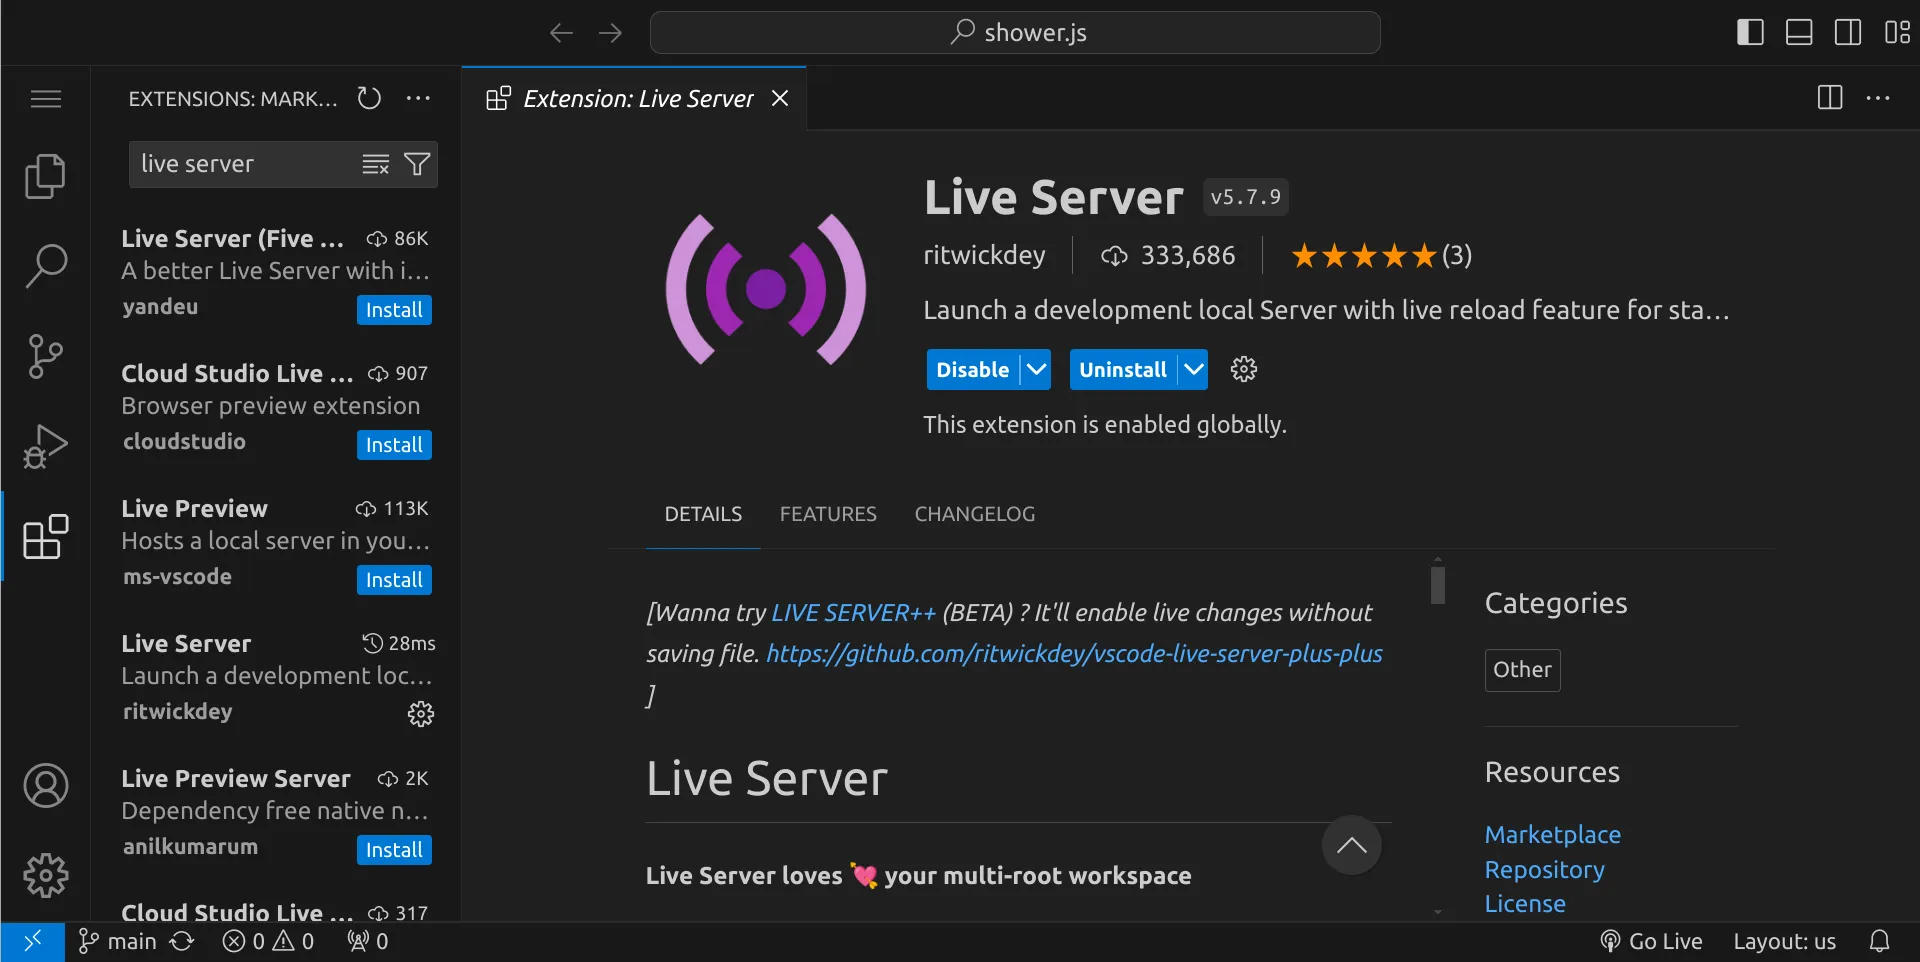 shower.js
EXTENSIONS: MARK...
live server
Live Server (Five ... 86K
A better Live Server with i...
yandeu
Install
Cloud Studio Live ... 907
Browser preview extension
cloudstudio
Install
Live Preview 113K
Hosts a local server in you...
ms-vscode
Install
Live Server 28ms
Launch a development loc...
ritwickdey
Live Preview Server 2K
Dependency free native n...
anilkumarum
Install
Cloud Studio Live ... 317
Extension: Live Server
Live Server v5.7.9
ritwickdey 333,686 (3)
Launch a development local Server with live reload feature for sta...
Disable Uninstall
This extension is enabled globally.
DETAILS FEATURES CHANGELOG
[Wanna try LIVE SERVER++ (BETA) ? It'll enable live changes without
saving file. https://github.com/ritwickdey/vscode-live-server-plus-plus
]
Live Server
Live Server loves 💘 your multi-root workspace
Categories
Other
Resources
Marketplace
Repository
License
main 0 0 0 Go Live Layout: us